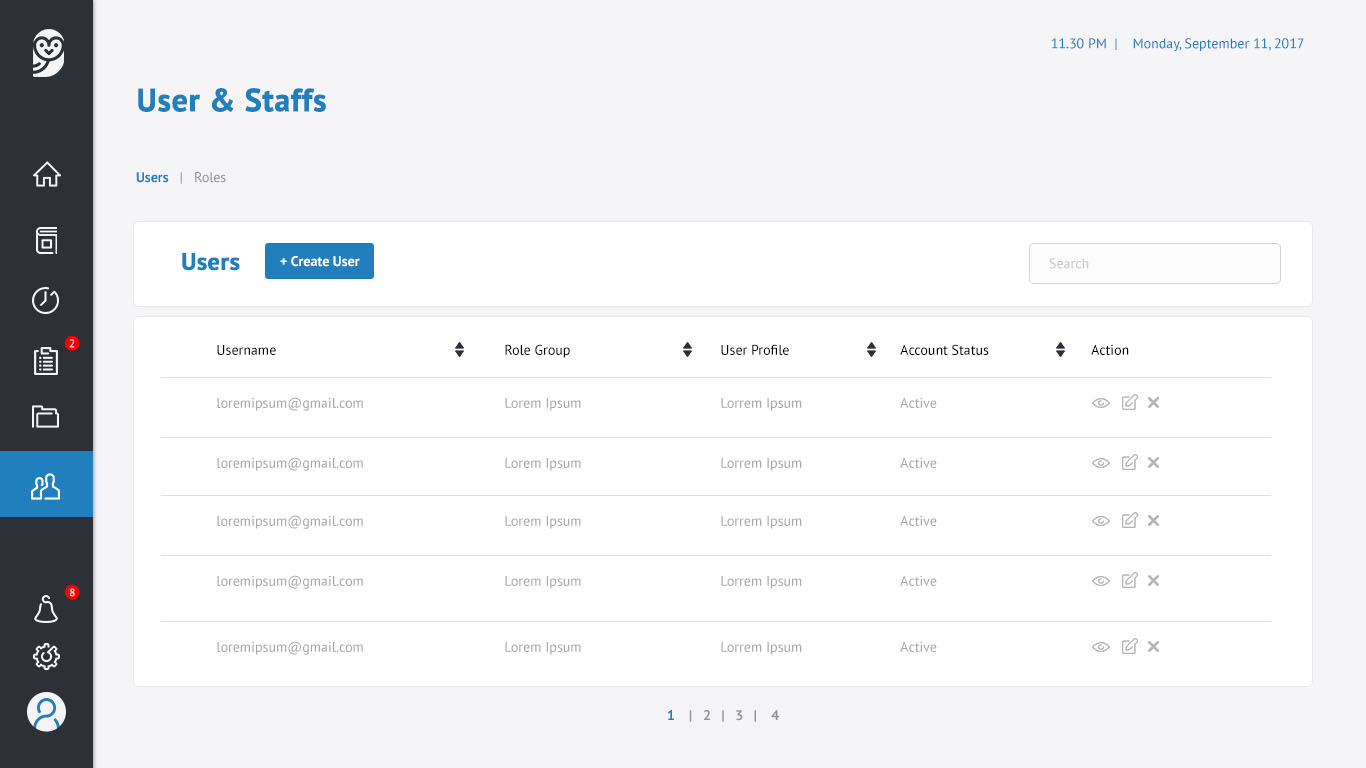 11.30 PM | Monday, September 11, 2017
User & Staffs
Users | Roles
Users + Create User Search
Username Role Group User Profile Account Status Action
loremipsum@gmail.com Lorem Ipsum Lorrem Ipsum Active
2
loremipsum@gmail.com Lorem Ipsum Lorrem Ipsum Active
loremipsum@gmail.com Lorem Ipsum Lorrem Ipsum Active
loremipsum@gmail.com Lorem Ipsum Lorrem Ipsum Active
8
loremipsum@gmail.com Lorem Ipsum Lorrem Ipsum Active
1 | 2 | 3 | 4